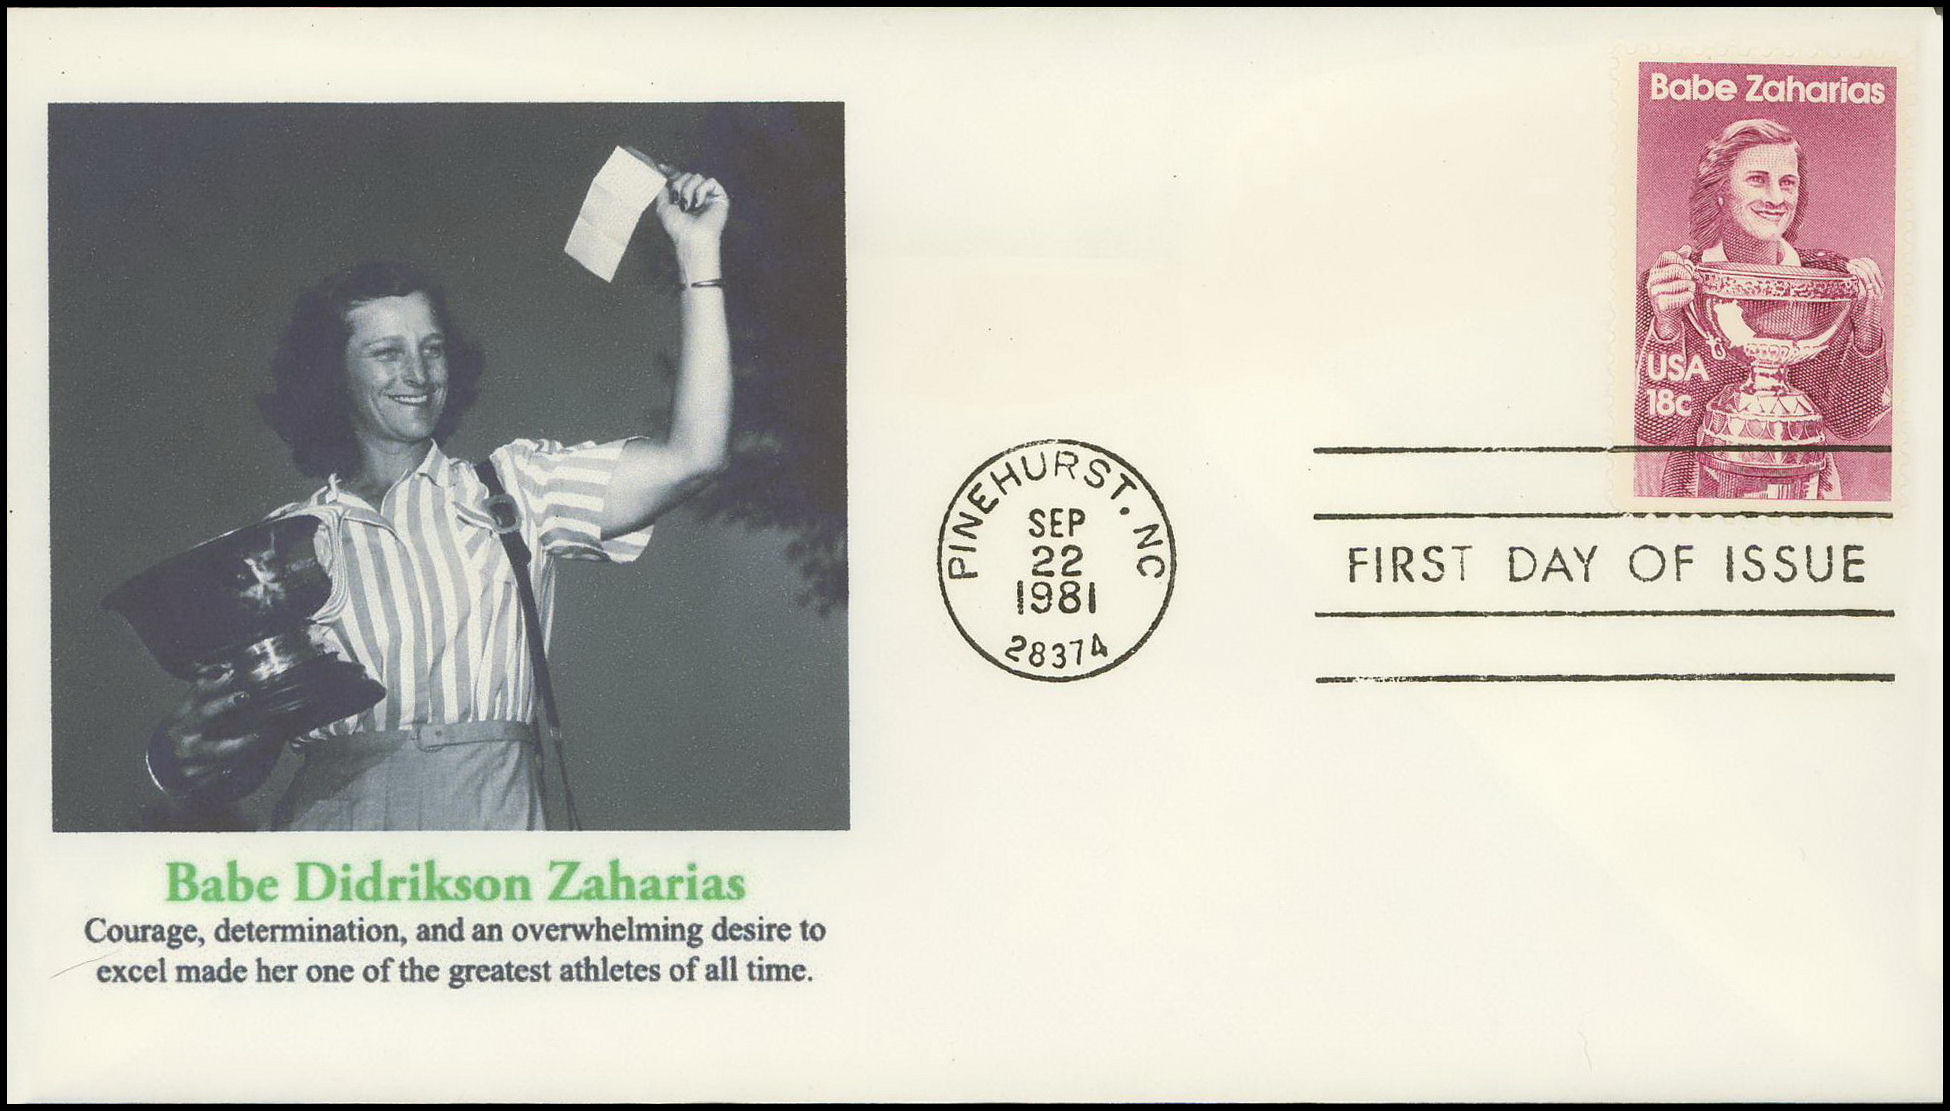 Babe Zaharias
USA
18c
PINEHURST, NC
SEP
22
1981
28374
FIRST DAY OF ISSUE
Babe Didrikson Zaharias
Courage, determination, and an overwhelming desire to
excel made her one of the greatest athletes of all time.